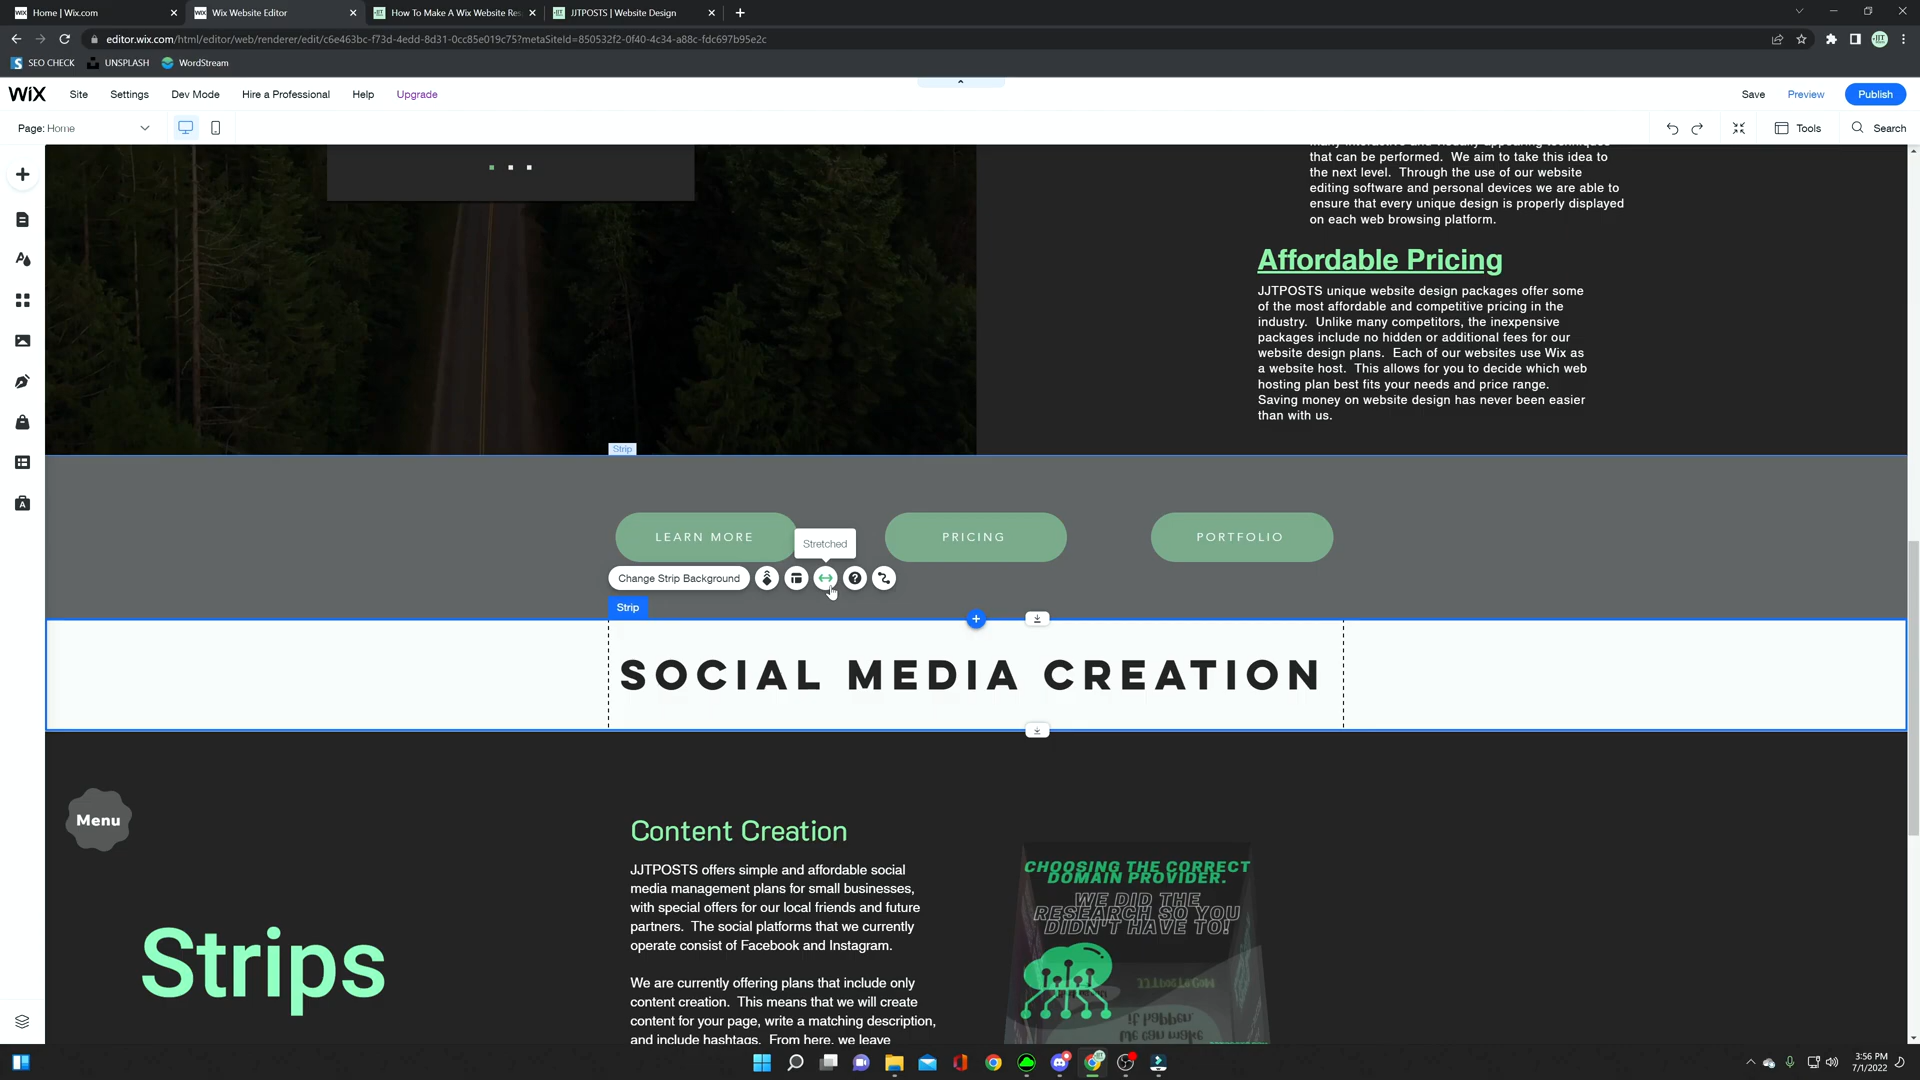 Home | Wix.com
Wix Website Editor
How To Make A Wix Website Re
JJTPOSTS | Website Design
editor.wix.com/html/editor/web/renderer/edit/c6e463bc-f73d-4edd-8d31-0cc85e019c75?metaSiteId=850532f2-0f40-4c34-a88c-fdc697b95e2c
SEO CHECK
UNSPLASH
WordStream
WIX
Site
Settings
Dev Mode
Hire a Professional
Help
Upgrade
Save
Preview
Publish
Page: Home
Tools
Search
many interactive and visually appearing techniques
that can be performed. We aim to take this idea to
the next level. Through the use of our website
editing software and personal devices we are able to
ensure that every unique design is properly displayed
on each web browsing platform.
Affordable Pricing
JJTPOSTS unique website design packages offer some
of the most affordable and competitive pricing in the
industry. Unlike many competitors, the inexpensive
packages include no hidden or additional fees for our
website design plans. Each of our websites use Wix as
a website host. This allows for you to decide which web
hosting plan best fits your needs and price range.
Saving money on website design has never been easier
than with us.
Strip
LEARN MORE
PRICING
PORTFOLIO
Stretched
Change Strip Background
Strip
SOCIAL MEDIA CREATION
Menu
Strips
Content Creation
JJTPOSTS offers simple and affordable social
media management plans for small businesses,
with special offers for our local friends and future
partners. The social platforms that we currently
operate consist of Facebook and Instagram.
We are currently offering plans that include only
content creation. This means that we will create
content for your page, write a matching description,
and include hashtags. From here, we leave
CHOOSING THE CORRECT
DOMAIN PROVIDER.
WE DID THE
RESEARCH SO YOU
DIDN'T HAVE TO!
3:56 PM
7/1/2022